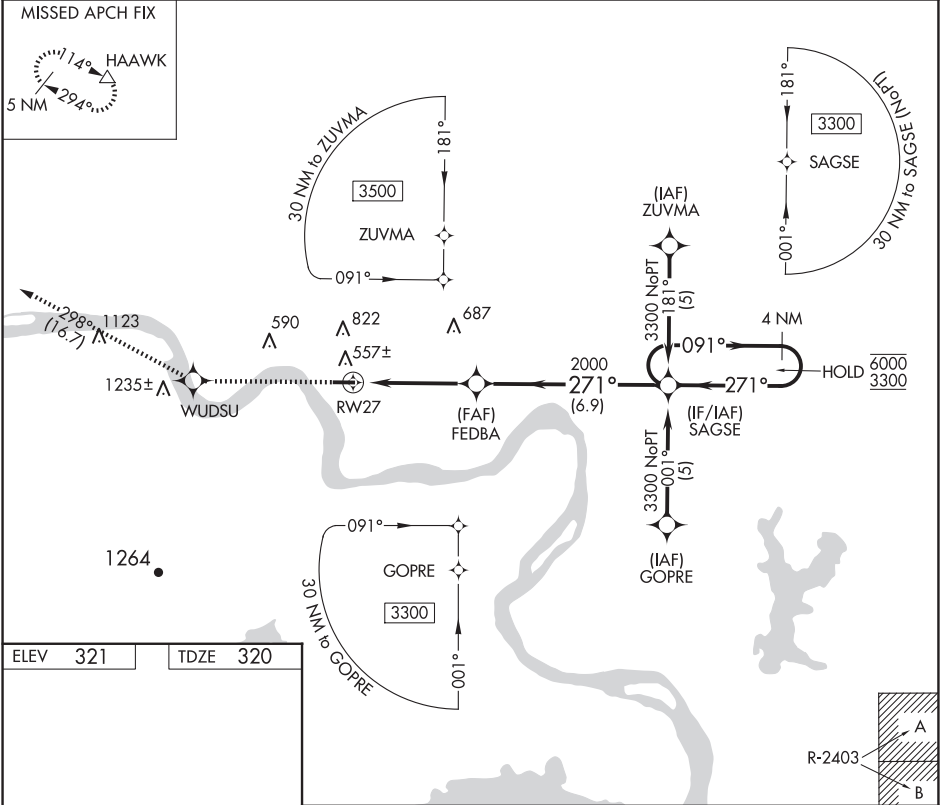 MISSED APCH FIX
114°
HAAWK
5 NM
294°
30 NM to ZUVMA
181°
3500
ZUVMA
091°
181°
3300
SAGSE
001°
30 NM to SAGSE (NoPT)
(IAF)
ZUVMA
3300 NoPT
181°
(5)
4 NM
091°
HOLD
6000
3300
271°
(IF/IAF)
SAGSE
2000
271°
(6.9)
(FAF)
FEDBA
687
822
557±
590
RW27
298°
(16.7)
1123
1235±
WUDSU
3300 NoPT
001°
(5)
(IAF)
GOPRE
091°
GOPRE
3300
001°
30 NM to GOPRE
1264
ELEV 321
TDZE 320
R-2403
A
B